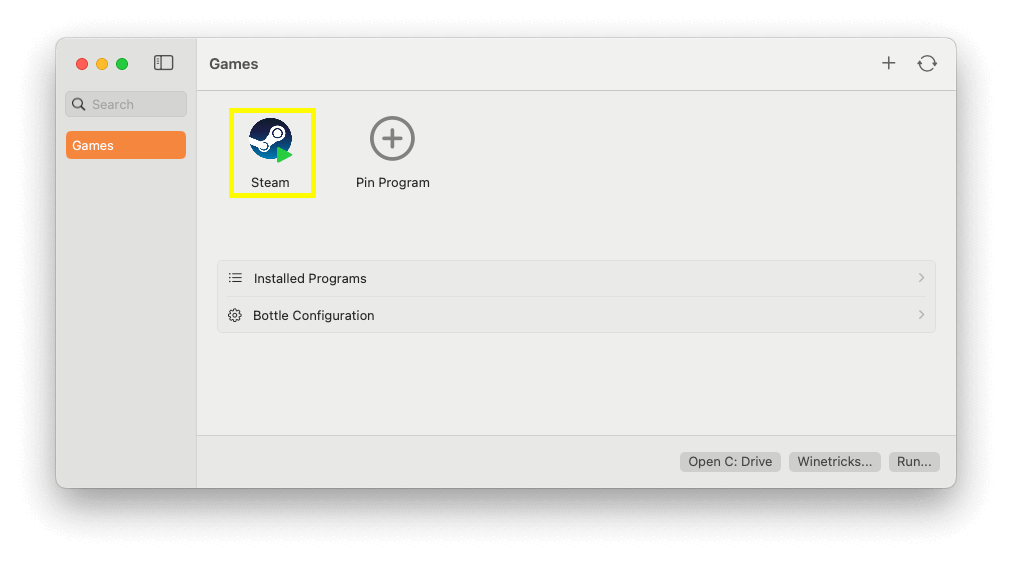 Games
Search
Games
Steam
Pin Program
Installed Programs
Bottle Configuration
Open C: Drive
Winetricks...
Run...